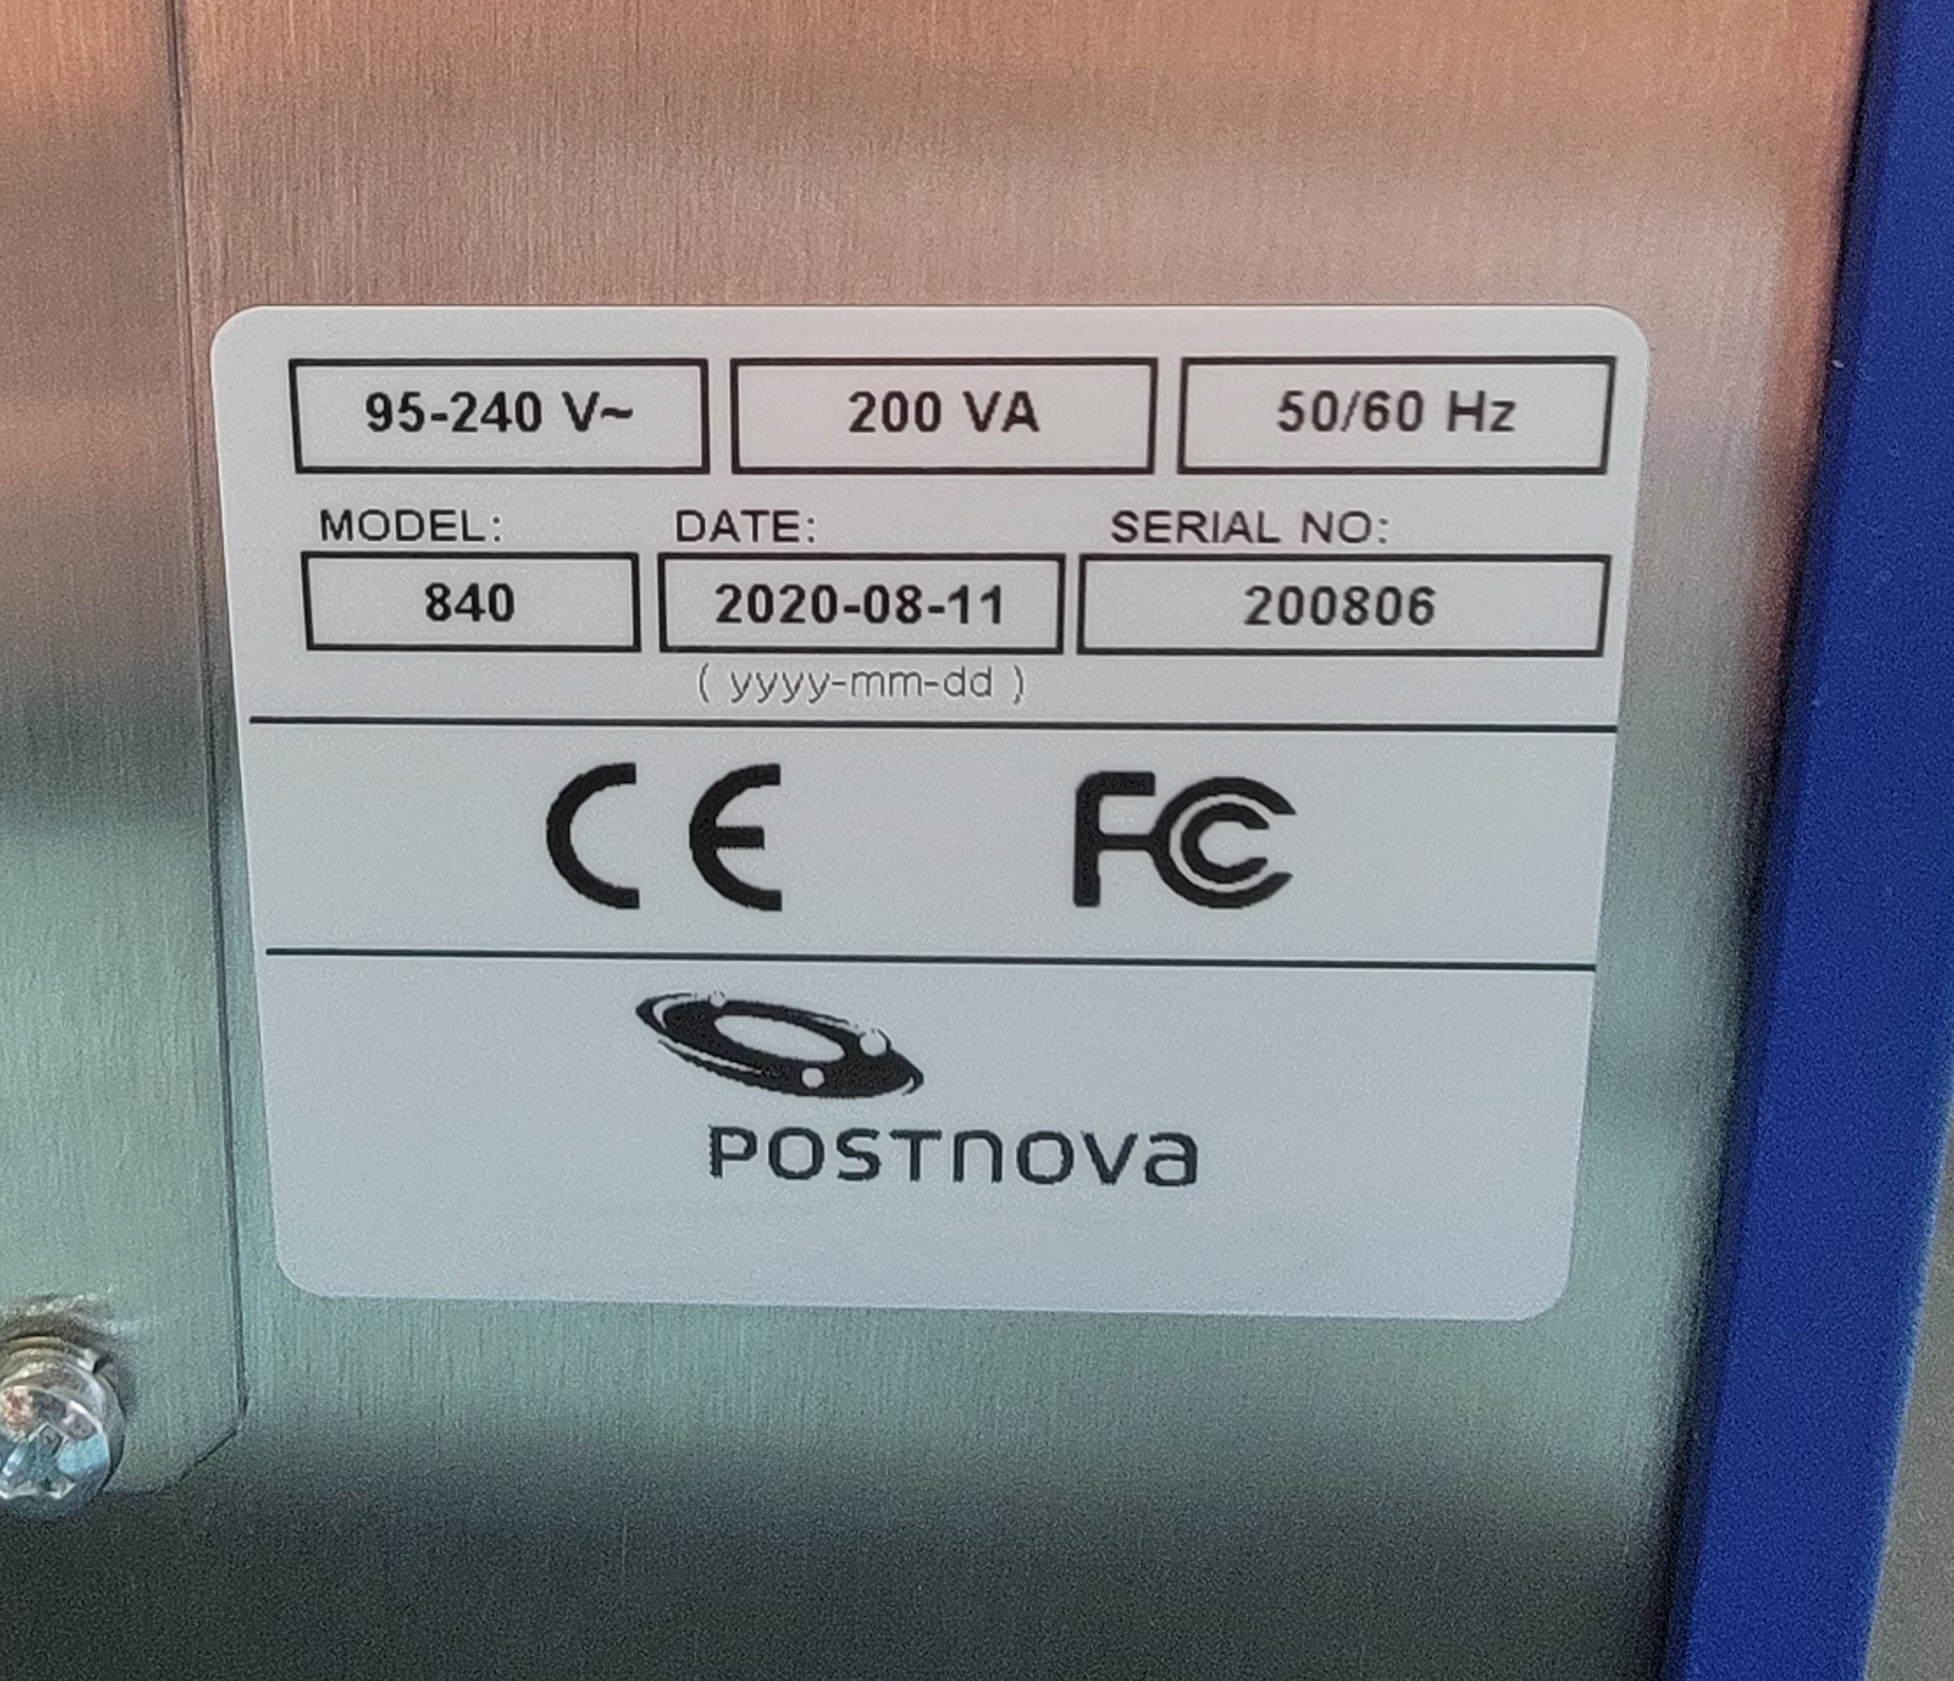 95-240 V~ 200 VA 50/60 Hz
MODEL: DATE: SERIAL NO:
840 2020-08-11 200806
( yyyy-mm-dd )
CE FC
POSTNOVA